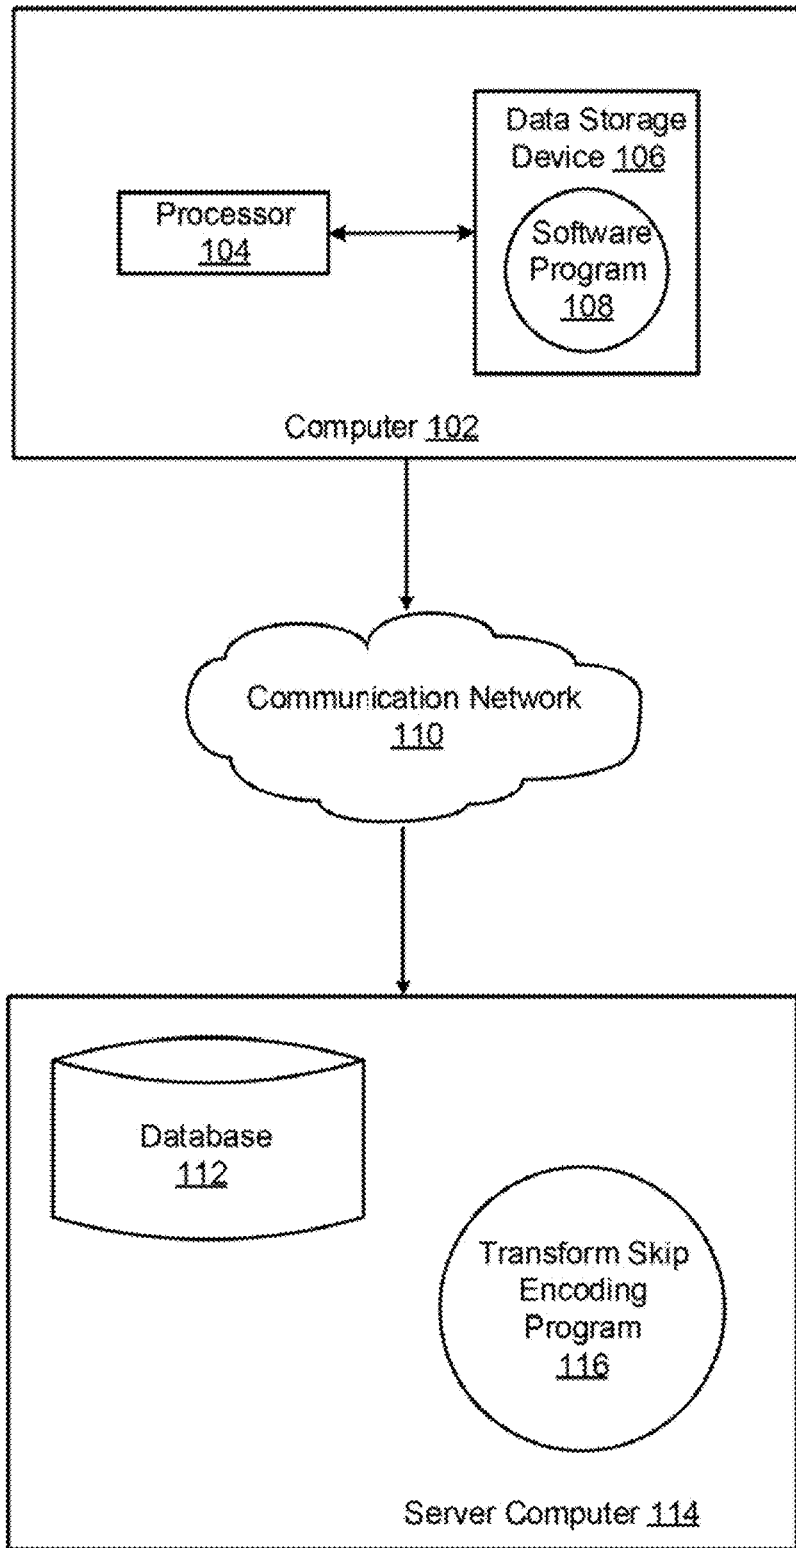 Data Storage
Device 106
Processor
104
Software
Program
108
Computer 102
Communication Network
110
Database
112
Transform Skip
Encoding
Program
116
Server Computer 114